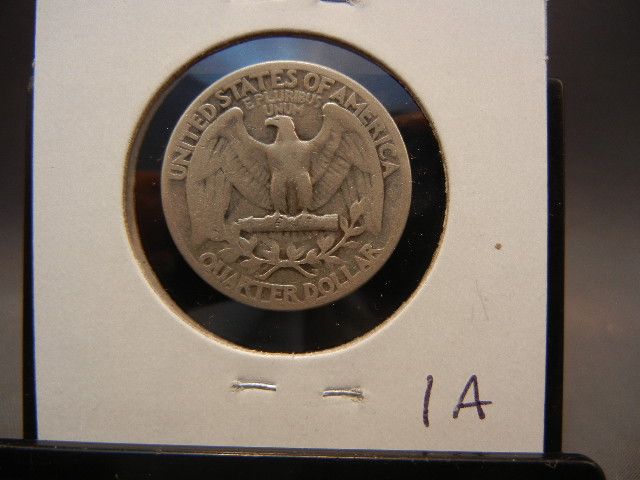 UNITED STATES OF AMERICA
E PLURIBUS
UNUM
QUARTER DOLLAR
1A